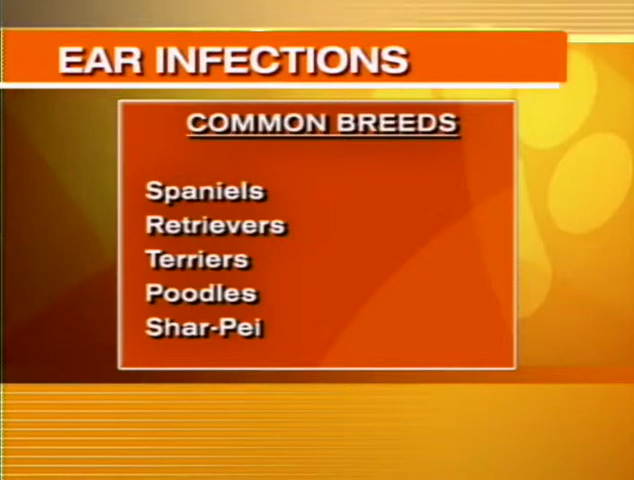 EAR INFECTIONS
COMMON BREEDS
Spaniels
Retrievers
Terriers
Poodles
Shar-Pei